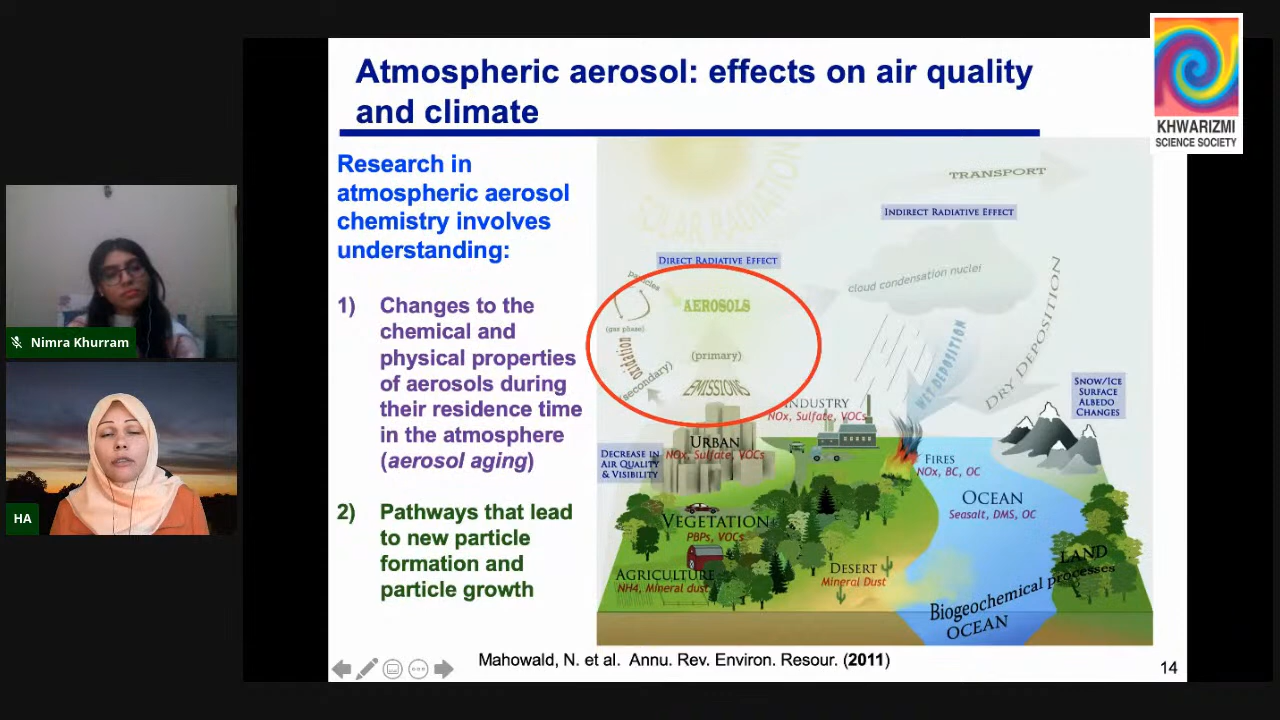 Atmospheric aerosol: effects on air quality
and climate
KHWARIZMI
SCIENCE SOCIETY
Research in
atmospheric aerosol
chemistry involves
understanding:
1) Changes to the
chemical and
physical properties
of aerosols during
their residence time
in the atmosphere
(aerosol aging)
2) Pathways that lead
to new particle
formation and
particle growth
SOLAR RADIATION
TRANSPORT
INDIRECT RADIATIVE EFFECT
DIRECT RADIATIVE EFFECT
cloud condensation nuclei
particles
AEROSOLS
(gas phase)
oxidation
(primary)
(secondary)
EMISSIONS
WET DEPOSITION
DRY DEPOSITION
SNOW/ICE
SURFACE
ALBEDO
CHANGES
INDUSTRY
NOx, Sulfate, VOCs
URBAN
NOx, Sulfate, VOCs
DECREASE IN
AIR QUALITY
& VISIBILITY
FIRES
NOx, BC, OC
OCEAN
Seasalt, DMS, OC
VEGETATION
PBPs, VOCs
LAND
AGRICULTURE
NH4, Mineral dust
DESERT
Mineral Dust
Biogeochemical processes
OCEAN
Mahowald, N. et al. Annu. Rev. Environ. Resour. (2011)
14
Nimra Khurram
HA